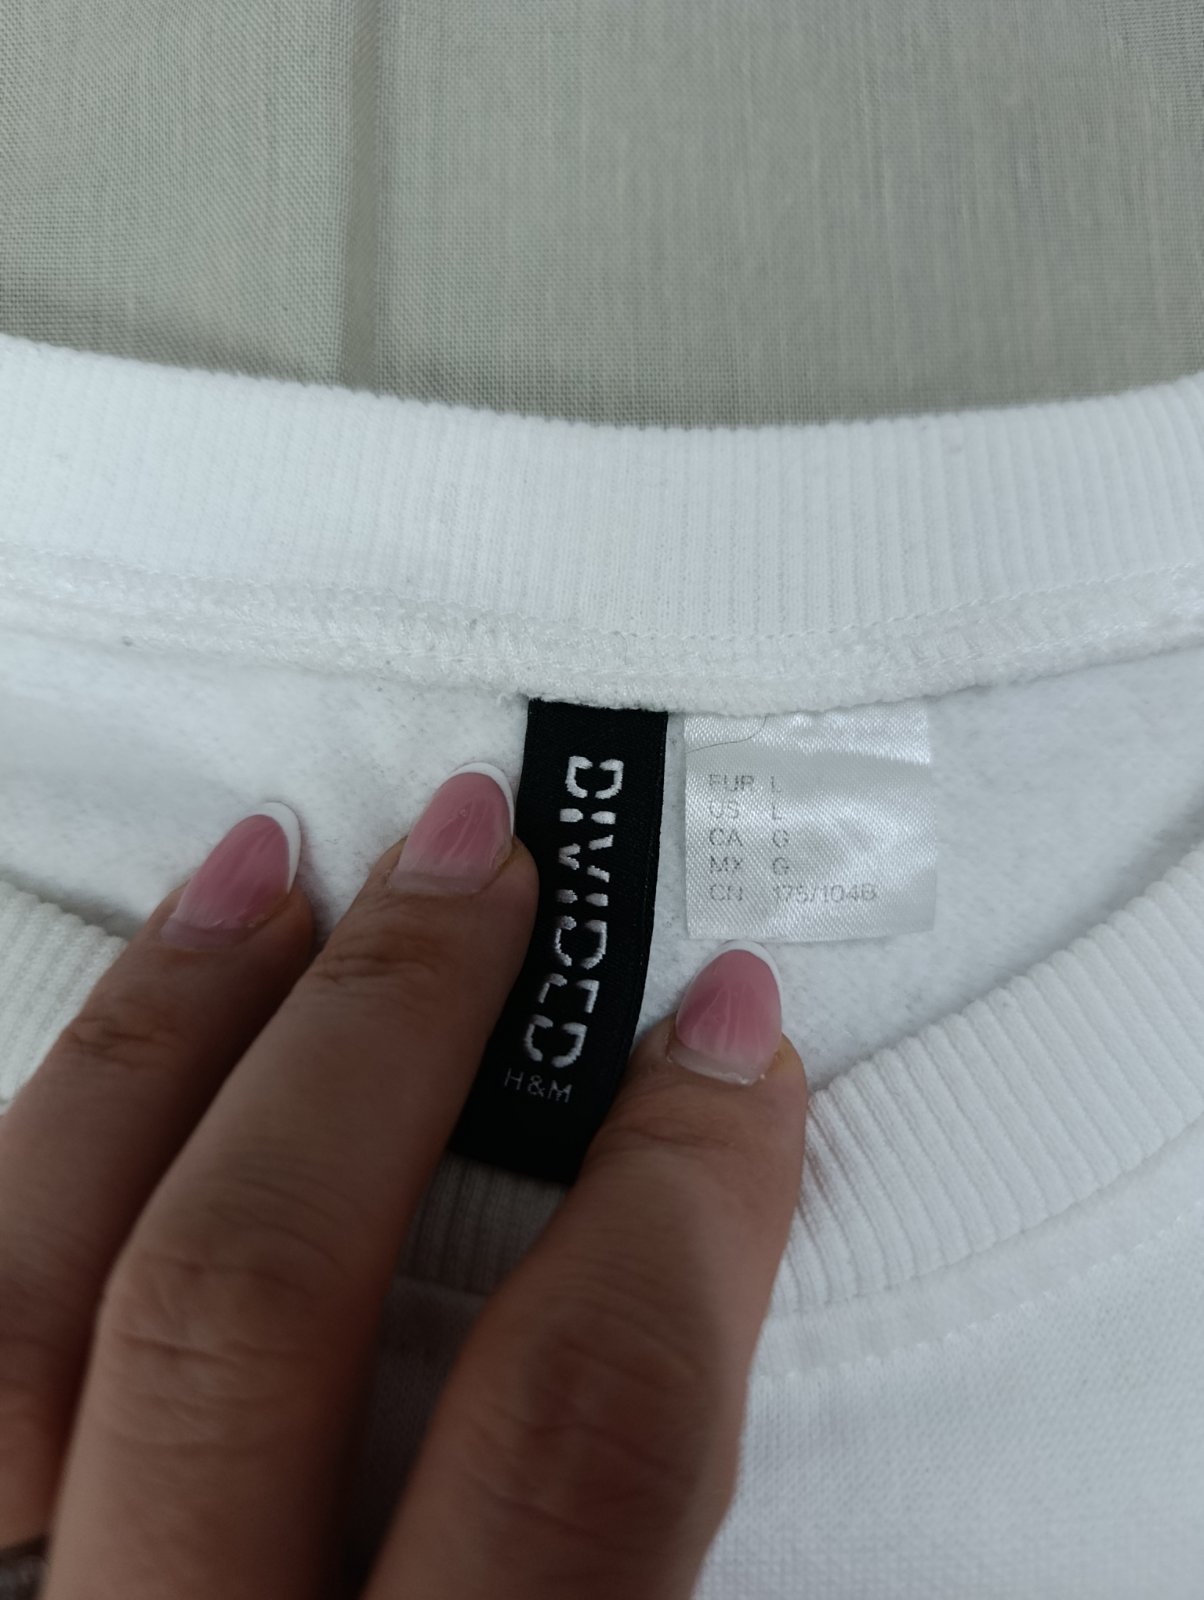 DIVIDED
H&M
EUR L
US L
CA G
MX G
CN 175/104B